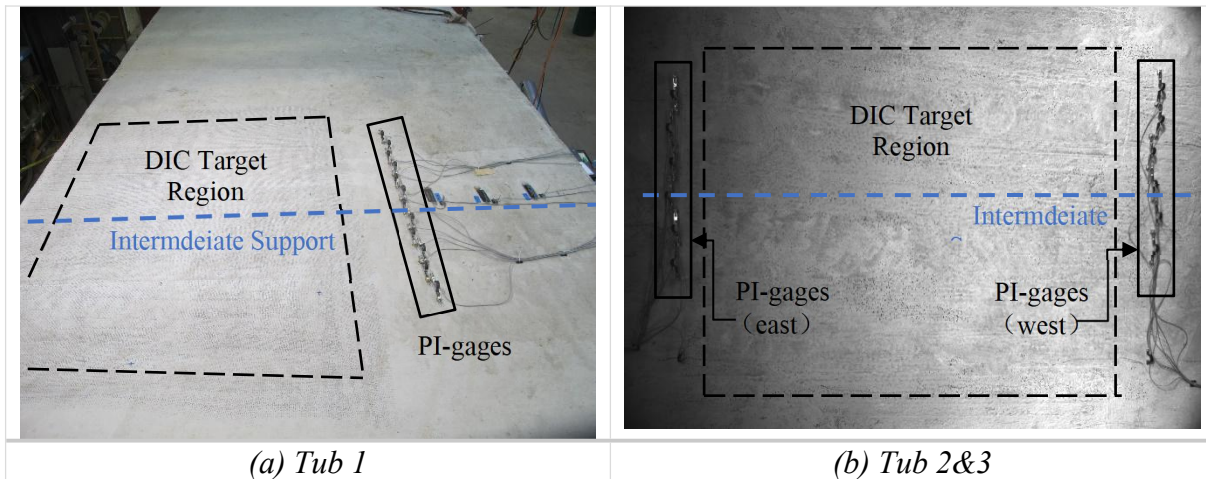 DIC Target
Region
Intermdeiate Support
PI-gages
DIC Target
Region
Intermdeiate
PI-gages
（east）
PI-gages
（west）
(a) Tub 1
(b) Tub 2&3